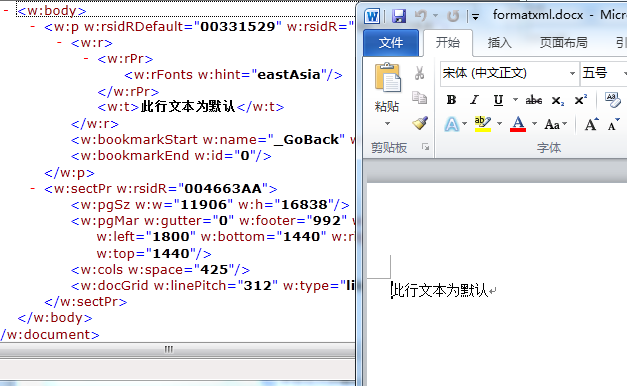 - <w:body>
- <w:p w:rsidRDefault="00331529" w:rsidR="
- <w:r>
- <w:rPr>
<w:rFonts w:hint="eastAsia"/>
</w:rPr>
<w:t>此行文本为默认</w:t>
</w:r>
<w:bookmarkStart w:name="_GoBack" w
<w:bookmarkEnd w:id="0"/>
</w:p>
- <w:sectPr w:rsidR="004663AA">
<w:pgSz w:w="11906" w:h="16838"/>
<w:pgMar w:gutter="0" w:footer="992" w
w:left="1800" w:bottom="1440" w:r
w:top="1440"/>
<w:cols w:space="425"/>
<w:docGrid w:linePitch="312" w:type="li
</w:sectPr>
</w:body>
/w:document>
W formatxml.docx - Micro
文件 开始 插入 页面布局
宋体 (中文正文) 五号
粘贴
B I U abc x₂ x²
A ab A Aa A A
剪贴板 字体
此行文本为默认↵